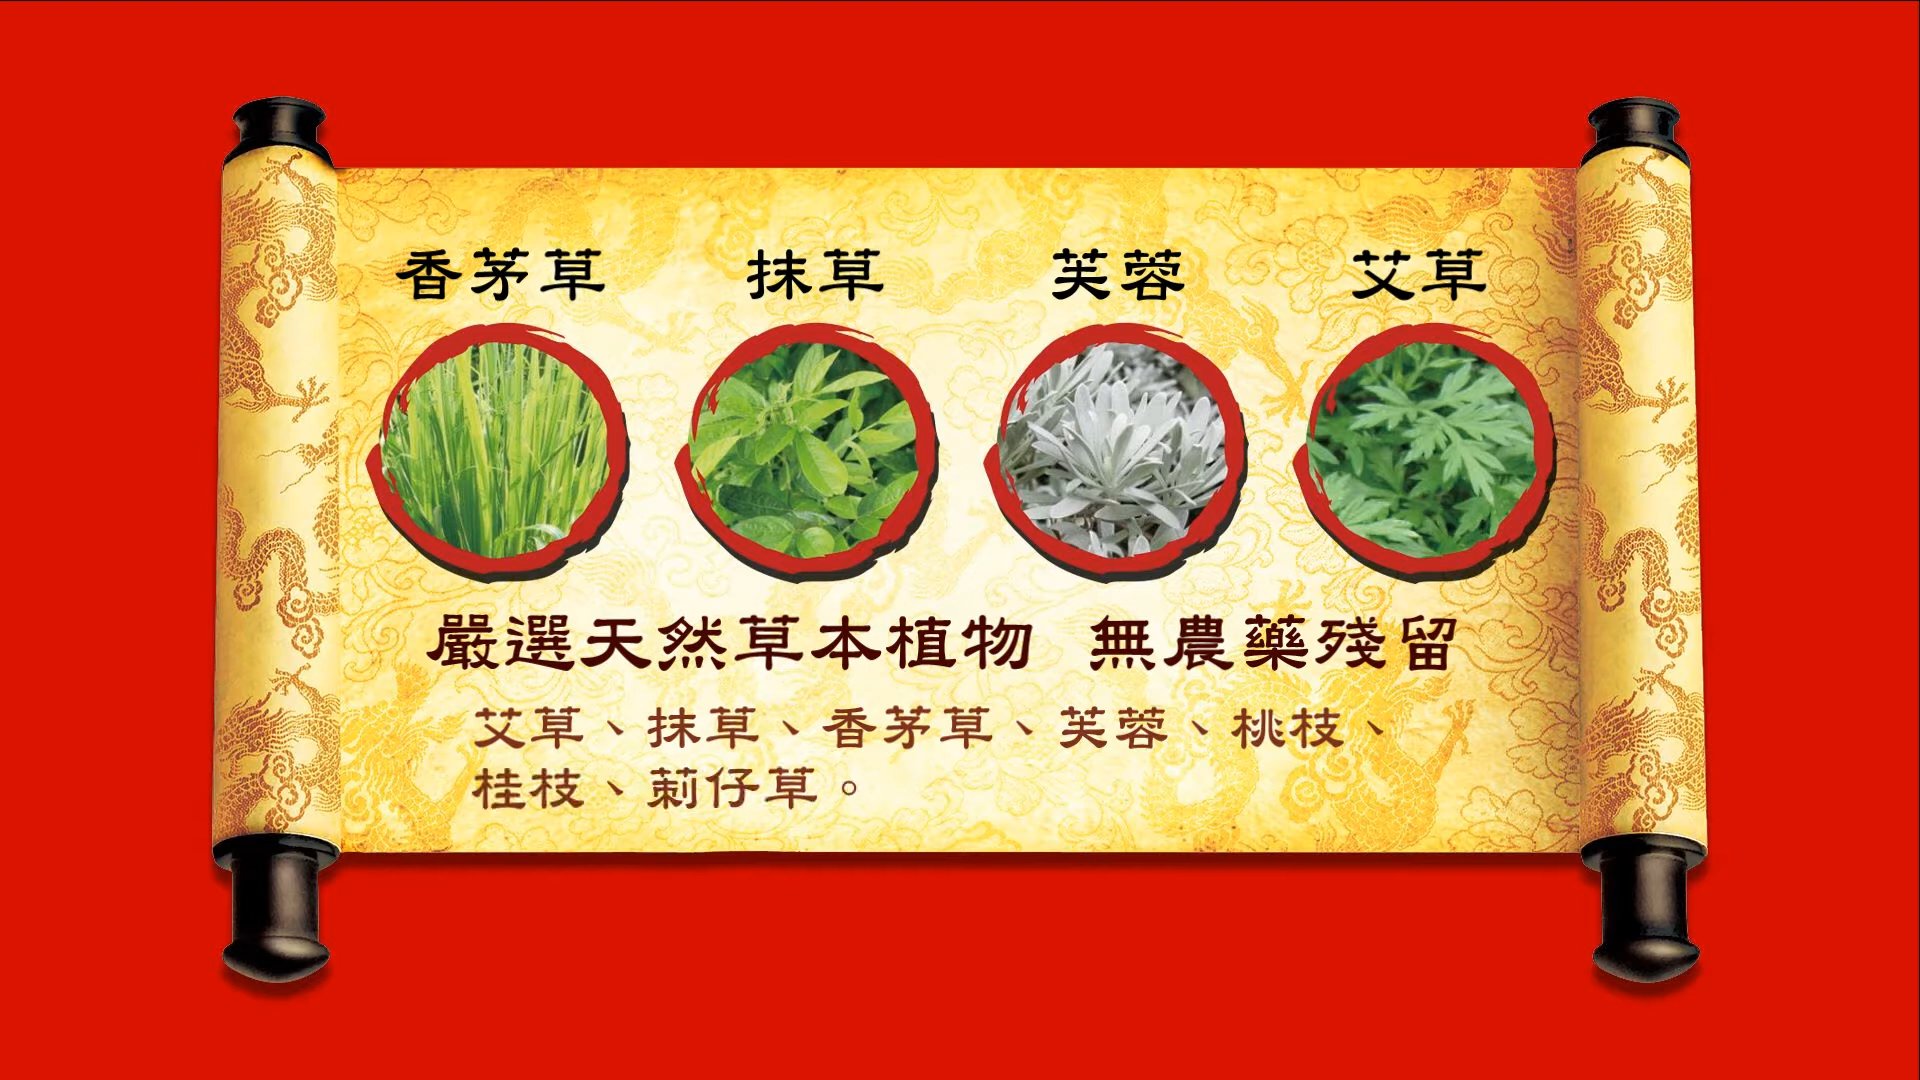 香茅草 抹草 芙蓉 艾草
嚴選天然草本植物 無農藥殘留
艾草、抹草、香茅草、芙蓉、桃枝、
桂枝、莿仔草。